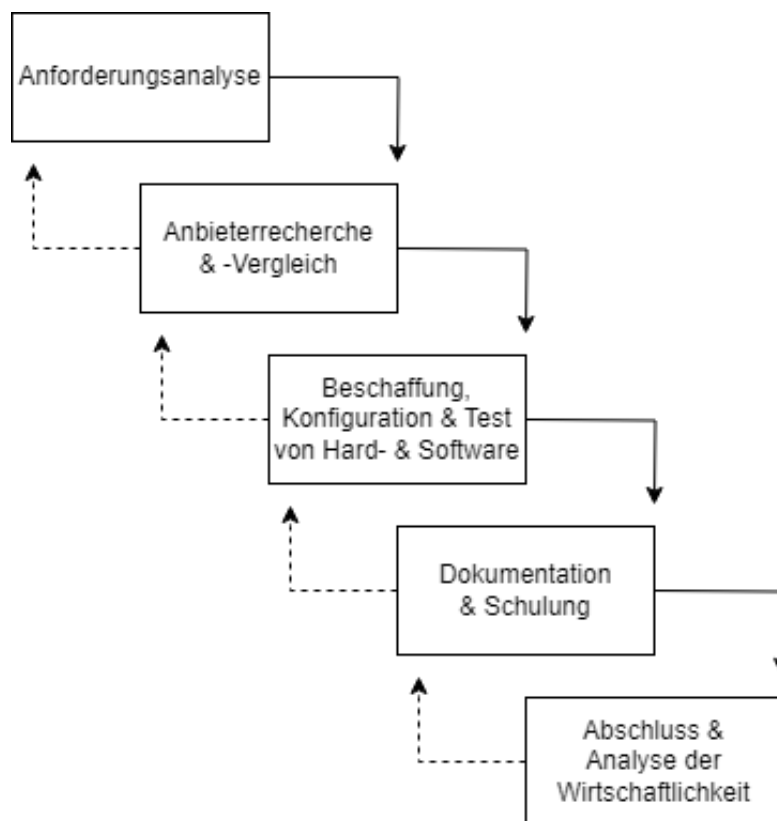 Anforderungsanalyse
Anbieterrecherche
& -Vergleich
Beschaffung,
Konfiguration & Test
von Hard- & Software
Dokumentation
& Schulung
Abschluss &
Analyse der
Wirtschaftlichkeit